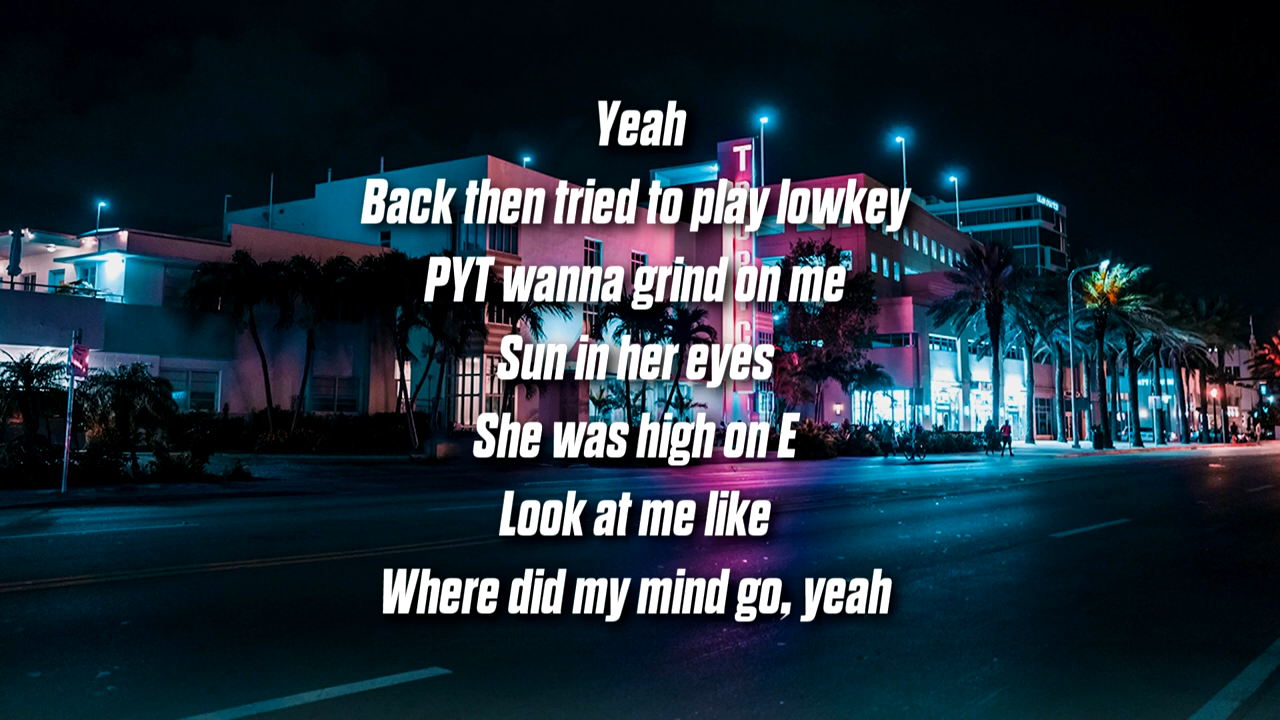 Yeah
Back then tried to play lowkey
PYT wanna grind on me
Sun in her eyes
She was high on E
Look at me like
Where did my mind go, yeah